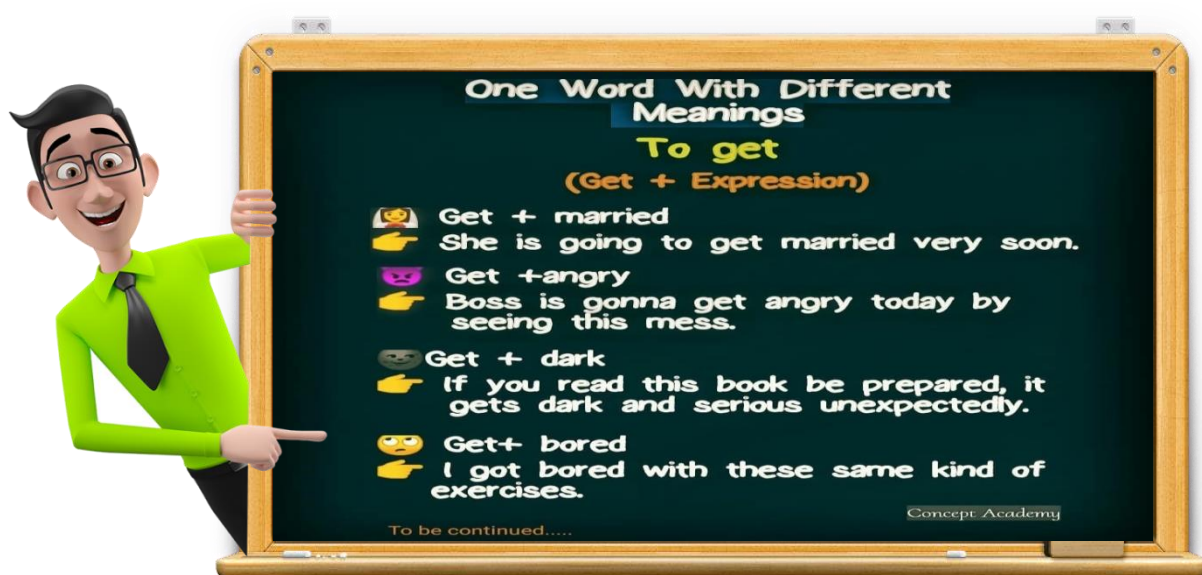 One Word With Different
Meanings
To get
(Get + Expression)
Get + married
She is going to get married very soon.
Get +angry
Boss is gonna get angry today by
seeing this mess.
Get + dark
If you read this book be prepared, it
gets dark and serious unexpectedly.
Get+ bored
I got bored with these same kind of
exercises.
Concept Academy
To be continued.....